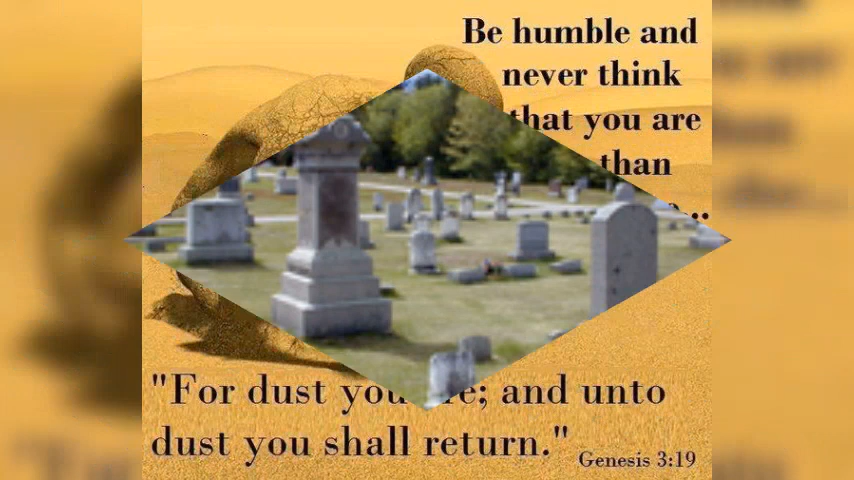 Be humble and
never think
that you are
than
"For dust you; and unto
dust you shall return."
Genesis 3:19